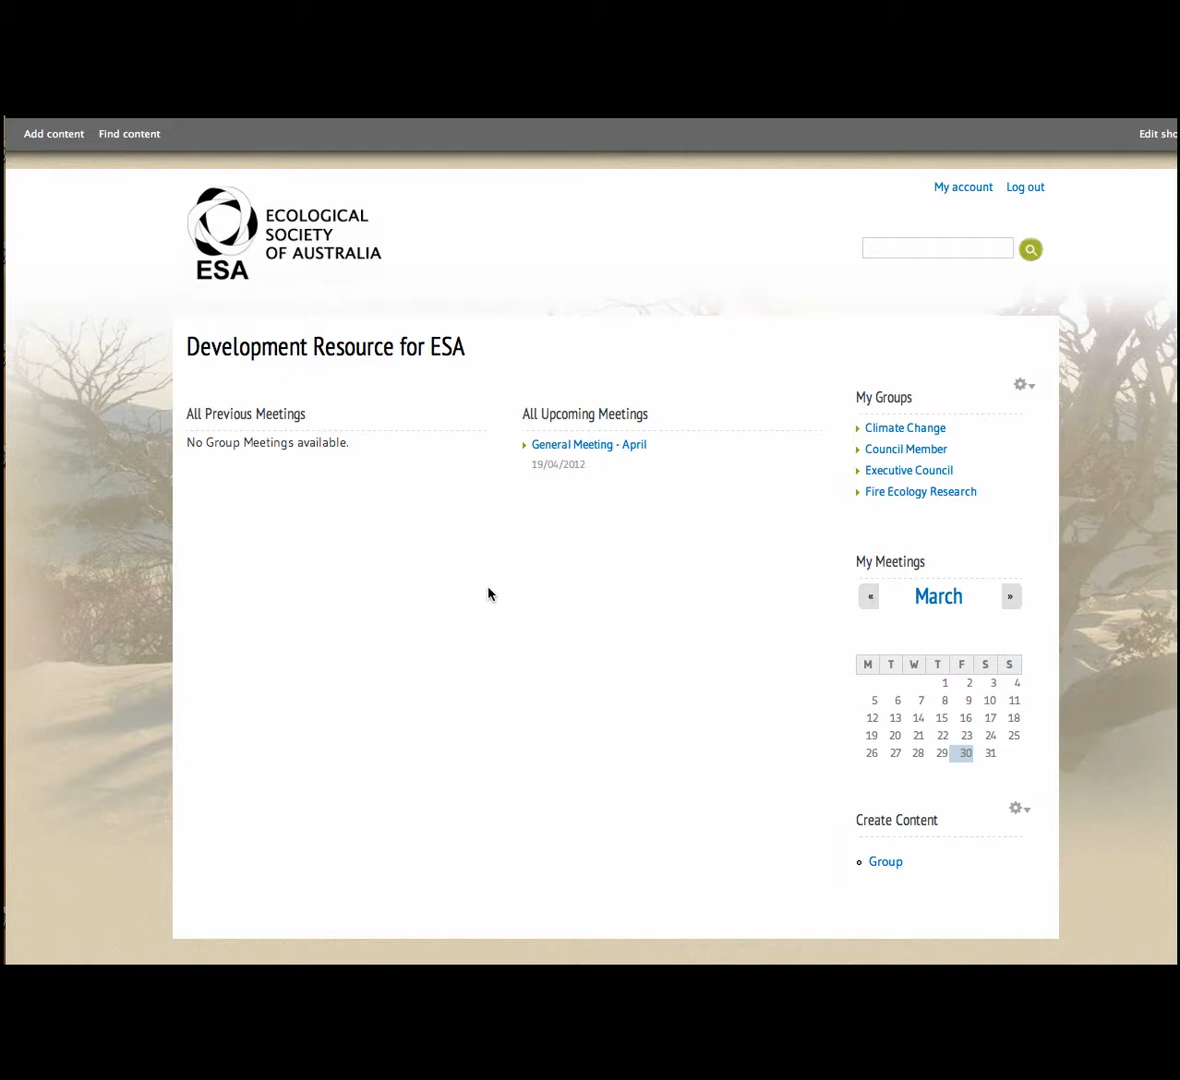 Add content Find content
Edit sho
My account Log out
ECOLOGICAL
SOCIETY
OF AUSTRALIA
ESA
Development Resource for ESA
All Previous Meetings
No Group Meetings available.
All Upcoming Meetings
General Meeting - April
19/04/2012
My Groups
Climate Change
Council Member
Executive Council
Fire Ecology Research
My Meetings
« March »
M T W T F S S
1 2 3 4
5 6 7 8 9 10 11
12 13 14 15 16 17 18
19 20 21 22 23 24 25
26 27 28 29 30 31
Create Content
Group